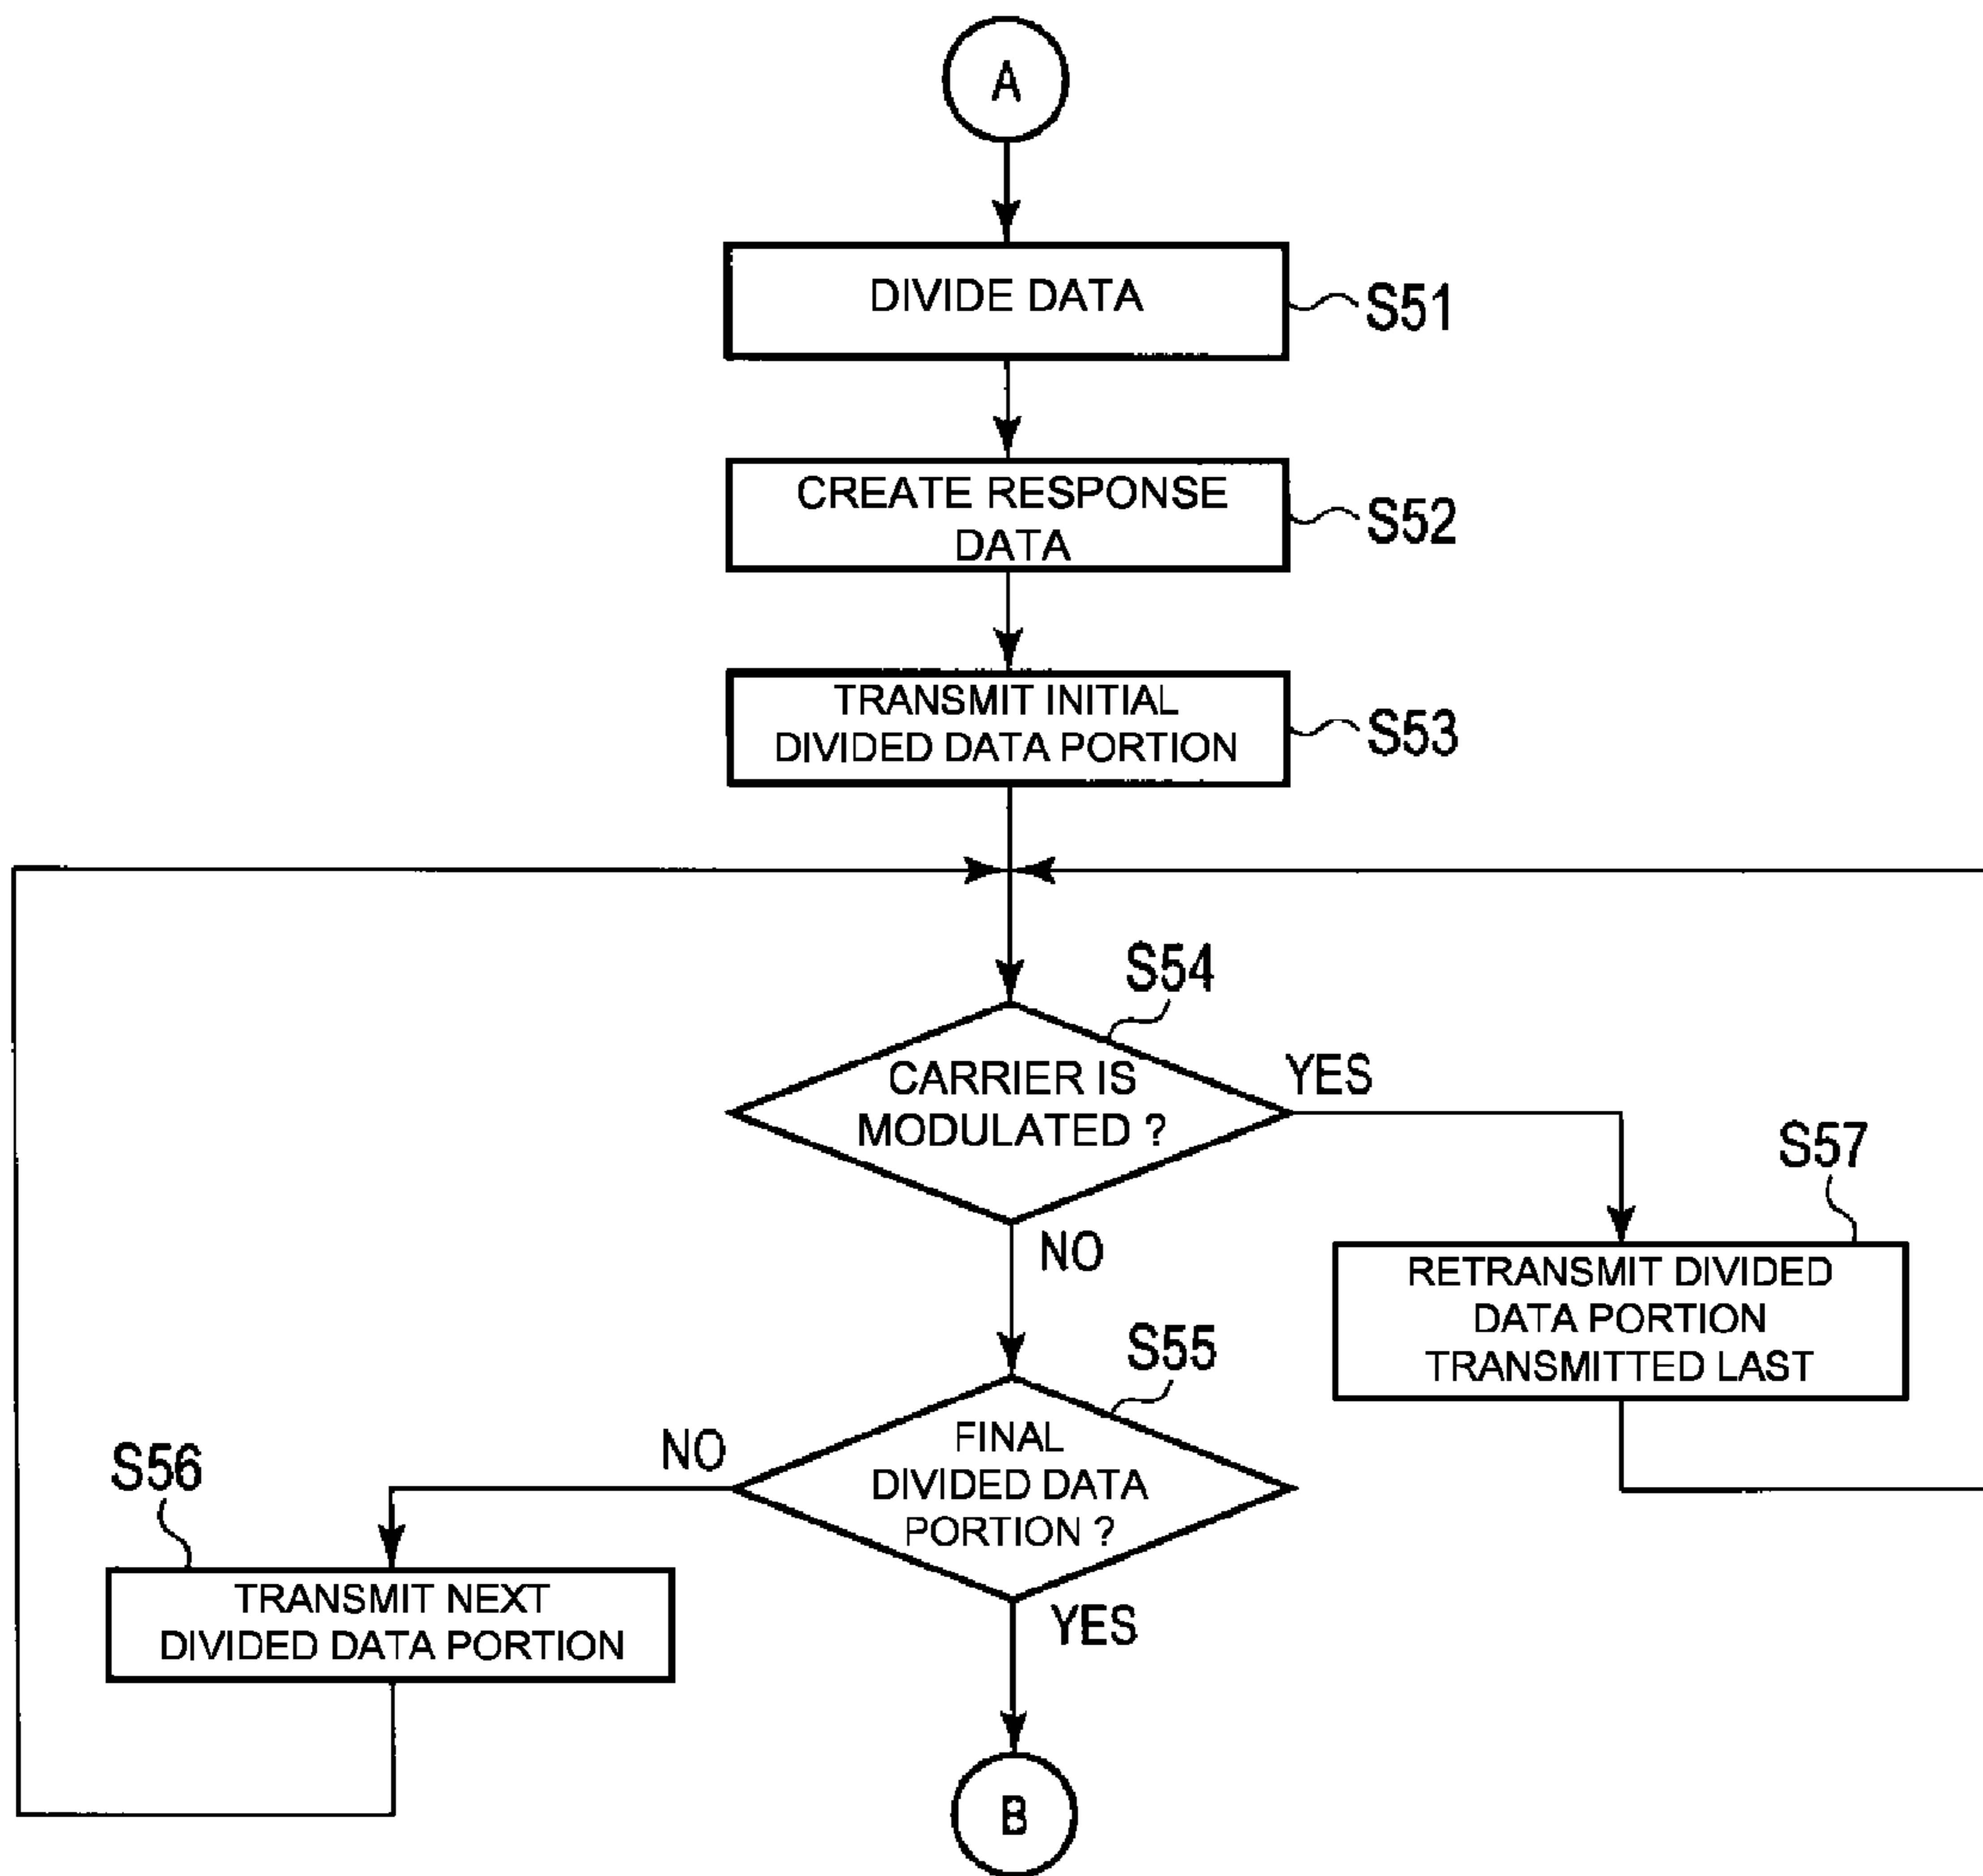 A
DIVIDE DATA
S51
CREATE RESPONSE
DATA
S52
TRANSMIT INITIAL
DIVIDED DATA PORTION
S53
S54
CARRIER IS
MODULATED ?
YES
NO
S57
RETRANSMIT DIVIDED
DATA PORTION
TRANSMITTED LAST
S55
FINAL
DIVIDED DATA
PORTION ?
NO
YES
S56
TRANSMIT NEXT
DIVIDED DATA PORTION
B